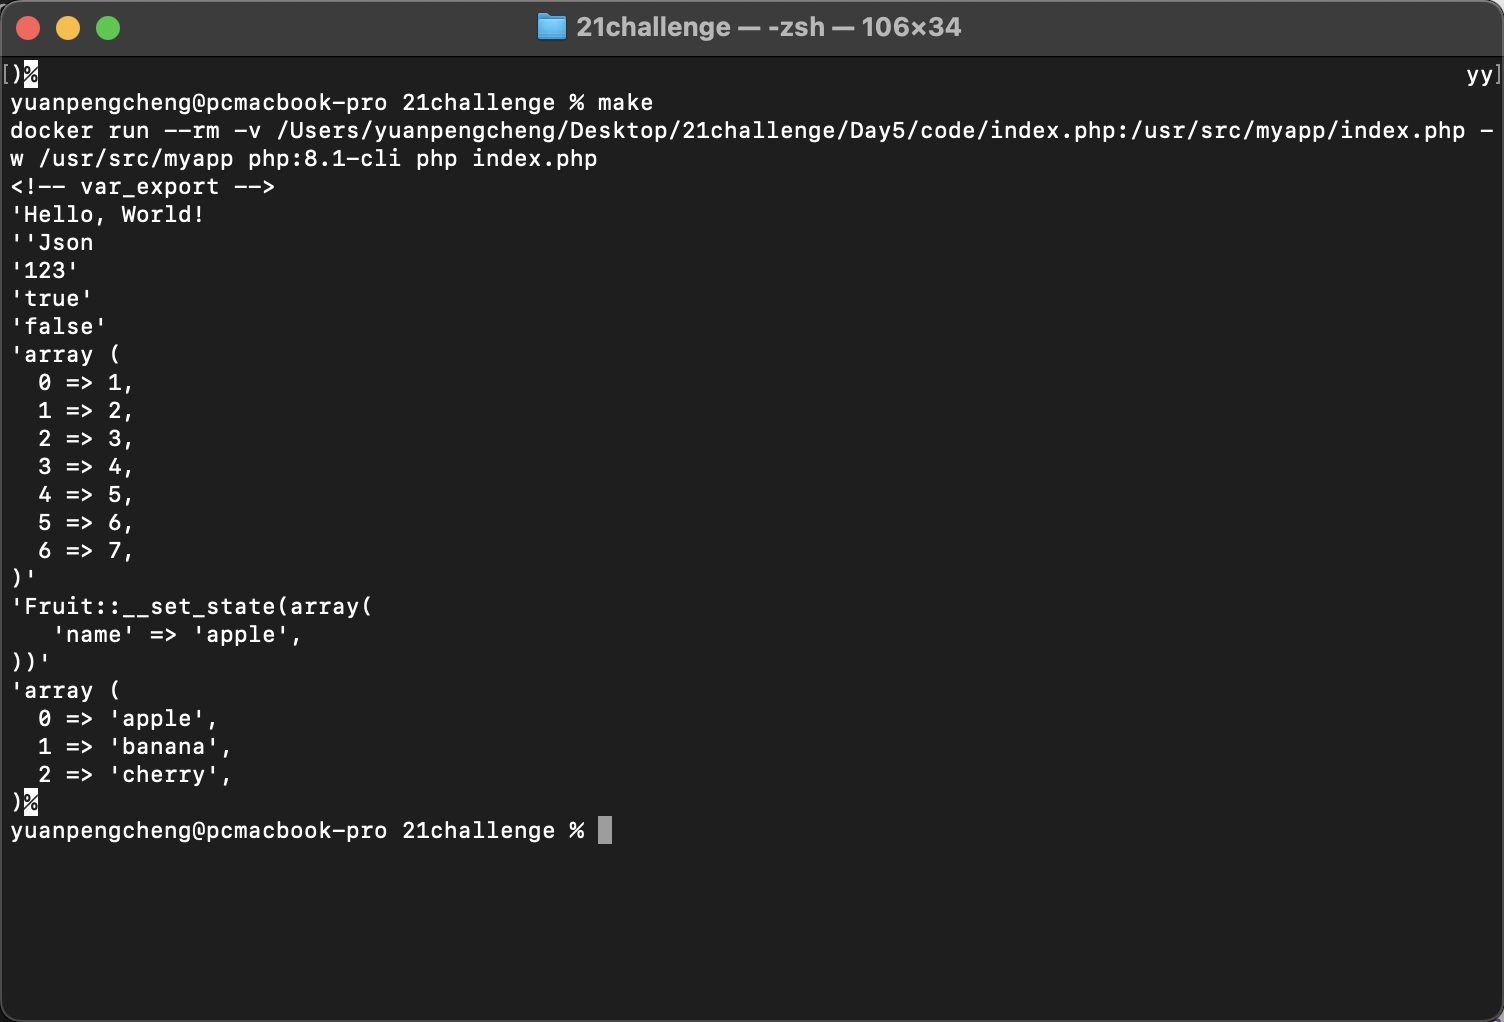 21challenge — -zsh — 106×34
[)% yy]
yuanpengcheng@pcmacbook-pro 21challenge % make
docker run --rm -v /Users/yuanpengcheng/Desktop/21challenge/Day5/code/index.php:/usr/src/myapp/index.php -
w /usr/src/myapp php:8.1-cli php index.php
<!-- var_export -->
'Hello, World!
''Json
'123'
'true'
'false'
'array (
  0 => 1,
  1 => 2,
  2 => 3,
  3 => 4,
  4 => 5,
  5 => 6,
  6 => 7,
)'
'Fruit::__set_state(array(
   'name' => 'apple',
))'
'array (
  0 => 'apple',
  1 => 'banana',
  2 => 'cherry',
)%
yuanpengcheng@pcmacbook-pro 21challenge %